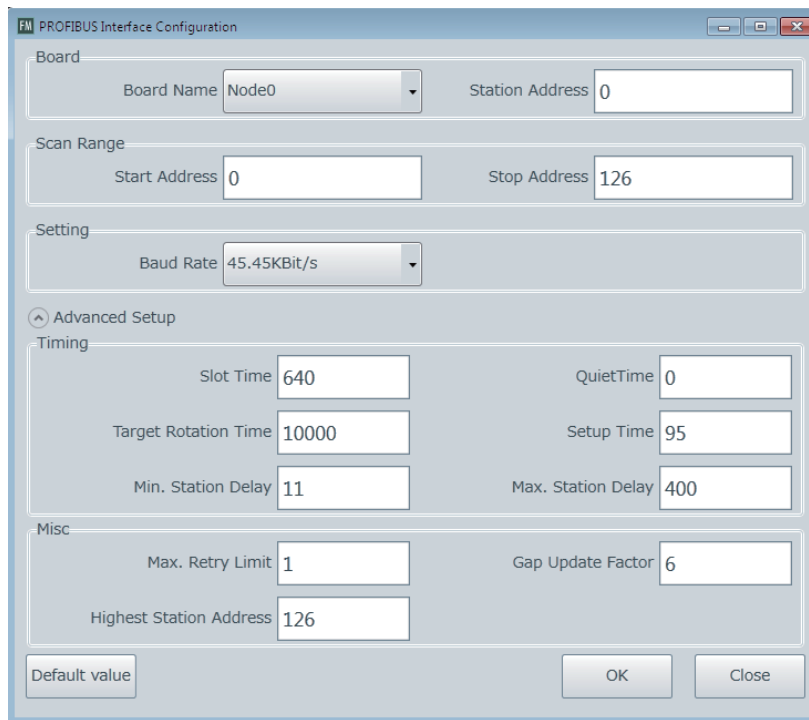 FM PROFIBUS Interface Configuration
Board
Board Name Node0 Station Address 0
Scan Range
Start Address 0 Stop Address 126
Setting
Baud Rate 45.45KBit/s
Advanced Setup
Timing
Slot Time 640 QuietTime 0
Target Rotation Time 10000 Setup Time 95
Min. Station Delay 11 Max. Station Delay 400
Misc
Max. Retry Limit 1 Gap Update Factor 6
Highest Station Address 126
Default value OK Close